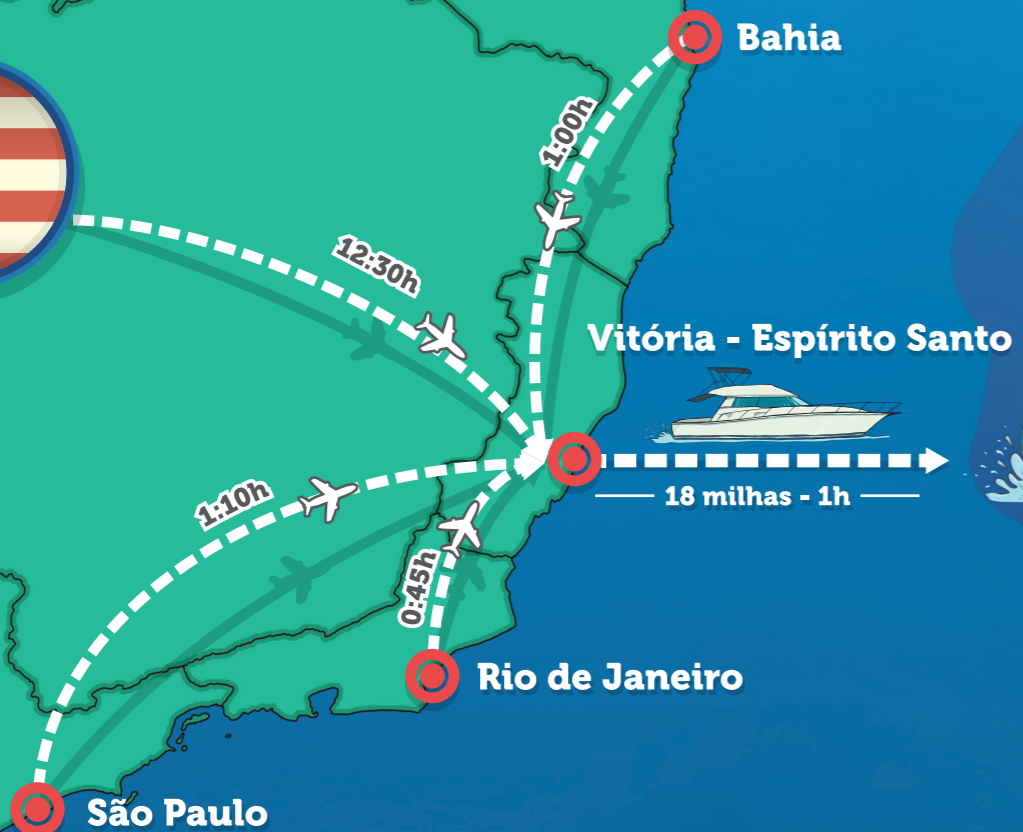 Bahia
1:00h
12:30h
Vitória - Espírito Santo
18 milhas - 1h
1:10h
0:45h
Rio de Janeiro
São Paulo